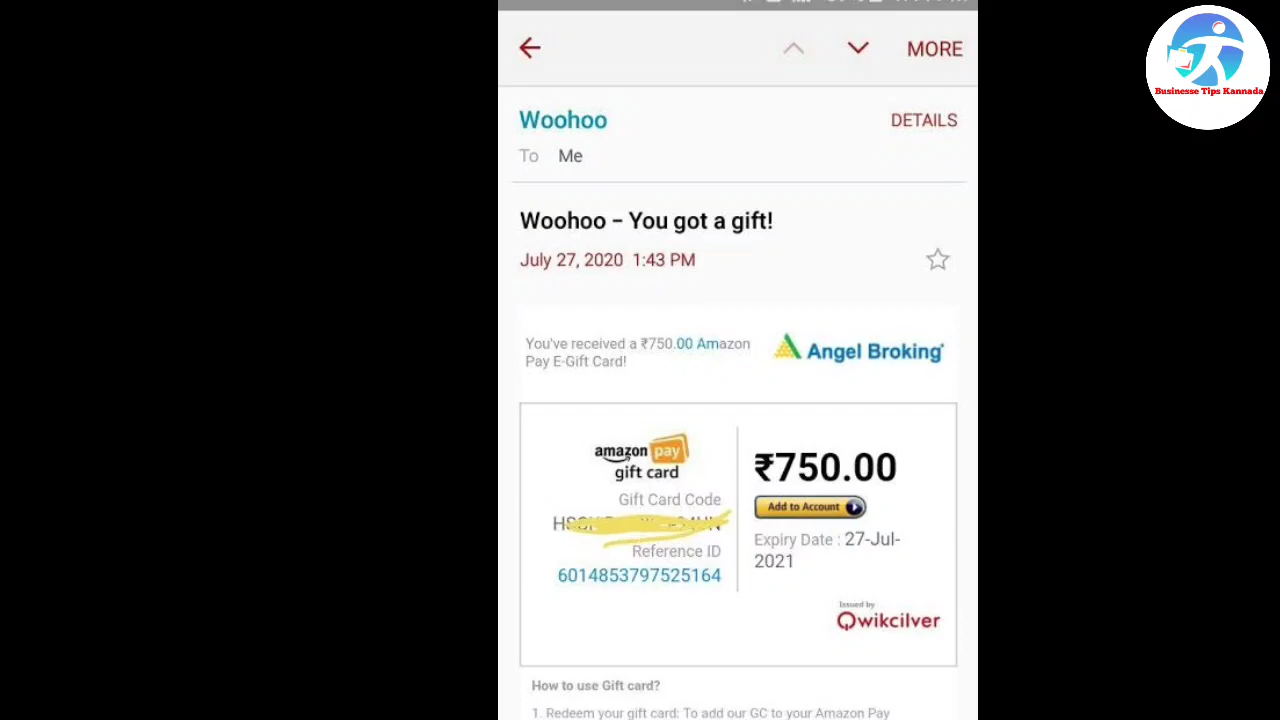 MORE
Woohoo
DETAILS
To Me
Woohoo – You got a gift!
July 27, 2020 1:43 PM
You've received a ₹750.00 Amazon
Pay E-Gift Card!
Angel Broking
amazon pay
gift card
Gift Card Code
Reference ID
6014853797525164
₹750.00
Add to Account
Expiry Date : 27-Jul-
2021
Issued by
Qwikcilver
How to use Gift card?
1. Redeem your gift card: To add our GC to your Amazon Pay
Businesse Tips Kannada